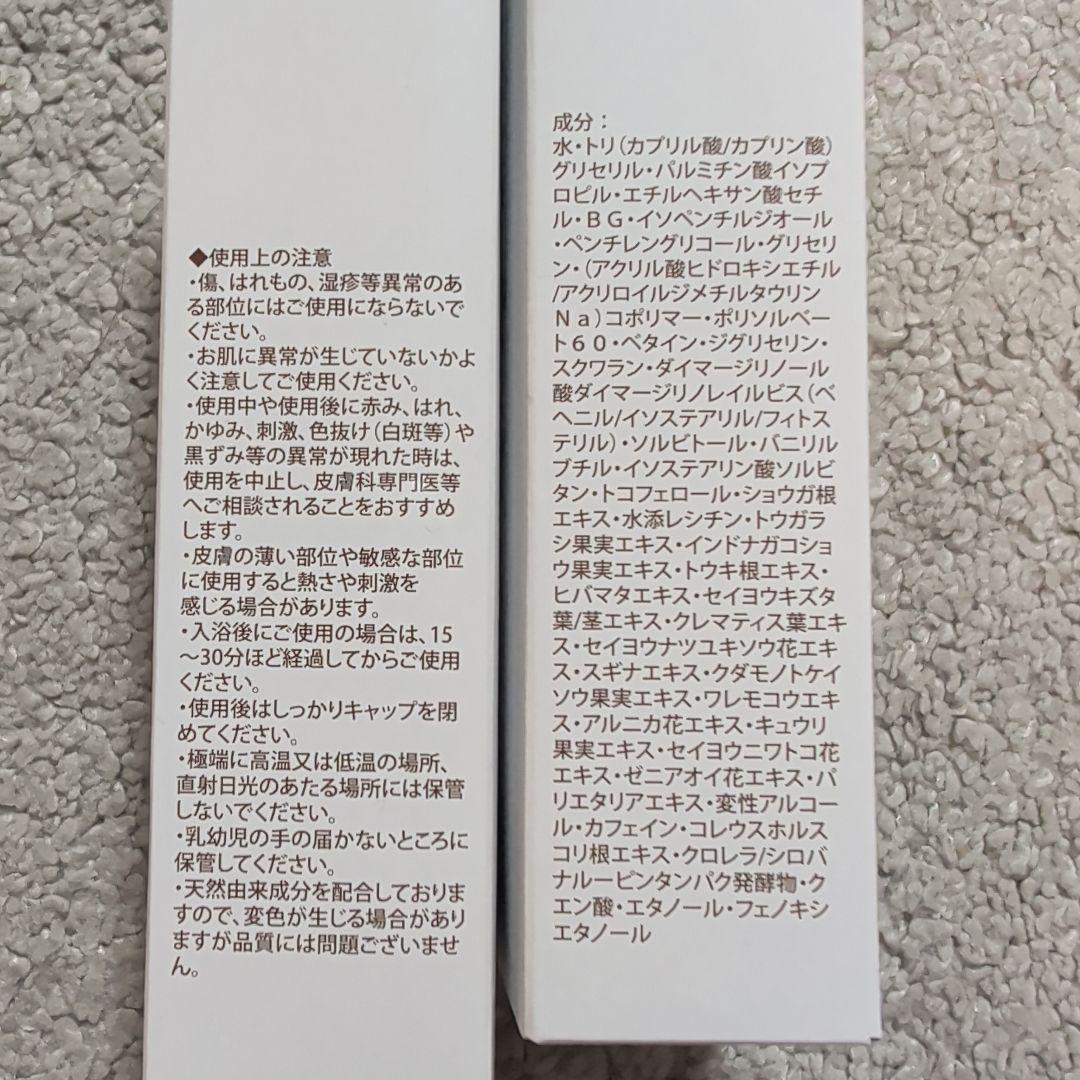 ◆使用上の注意
・傷、はれもの、湿疹等異常のあ
る部位にはご使用にならないで
ください。
・お肌に異常が生じていないかよ
く注意してご使用ください。
・使用中や使用後に赤み、はれ、
かゆみ、刺激、色抜け(白斑等)や
黒ずみ等の異常が現れた時は、
使用を中止し、皮膚科専門医等
へご相談されることをおすすめ
します。
・皮膚の薄い部位や敏感な部位
に使用すると熱さや刺激を
感じる場合があります。
・入浴後にご使用の場合は、15
～30分ほど経過してからご使用
ください。
・使用後はしっかりキャップを閉
めてください。
・極端に高温又は低温の場所、
直射日光のあたる場所には保管
しないでください。
・乳幼児の手の届かないところに
保管してください。
・天然由来成分を配合しておりま
すので、変色が生じる場合があり
ますが品質には問題ございませ
ん。
成分：
水・トリ(カプリル酸/カプリン酸)
グリセリル・パルミチン酸イソプ
ロピル・エチルヘキサン酸セチ
ル・ＢＧ・イソペンチルジオール
・ペンチレングリコール・グリセリ
ン・(アクリル酸ヒドロキシエチル
/アクリロイルジメチルタウリン
Ｎａ)コポリマー・ポリソルベー
ト６０・ベタイン・ジグリセリン・
スクワラン・ダイマージリノール
酸ダイマージリノレイルビス(ベ
ヘニル/イソステアリル/フィトス
テリル)・ソルビトール・バニリル
ブチル・イソステアリン酸ソルビ
タン・トコフェロール・ショウガ根
エキス・水添レシチン・トウガラ
シ果実エキス・インドナガコショ
ウ果実エキス・トウキ根エキス・
ヒバマタエキス・セイヨウキズタ
葉/茎エキス・クレマティス葉エキ
ス・セイヨウナツユキソウ花エキ
ス・スギナエキス・クダモノトケイ
ソウ果実エキス・ワレモコウエキ
ス・アルニカ花エキス・キュウリ
果実エキス・セイヨウニワトコ花
エキス・ゼニアオイ花エキス・パ
リエタリアエキス・変性アルコー
ル・カフェイン・コレウスホルス
コリ根エキス・クロレラ/シロバ
ナルーピンタンパク発酵物・ク
エン酸・エタノール・フェノキシ
エタノール